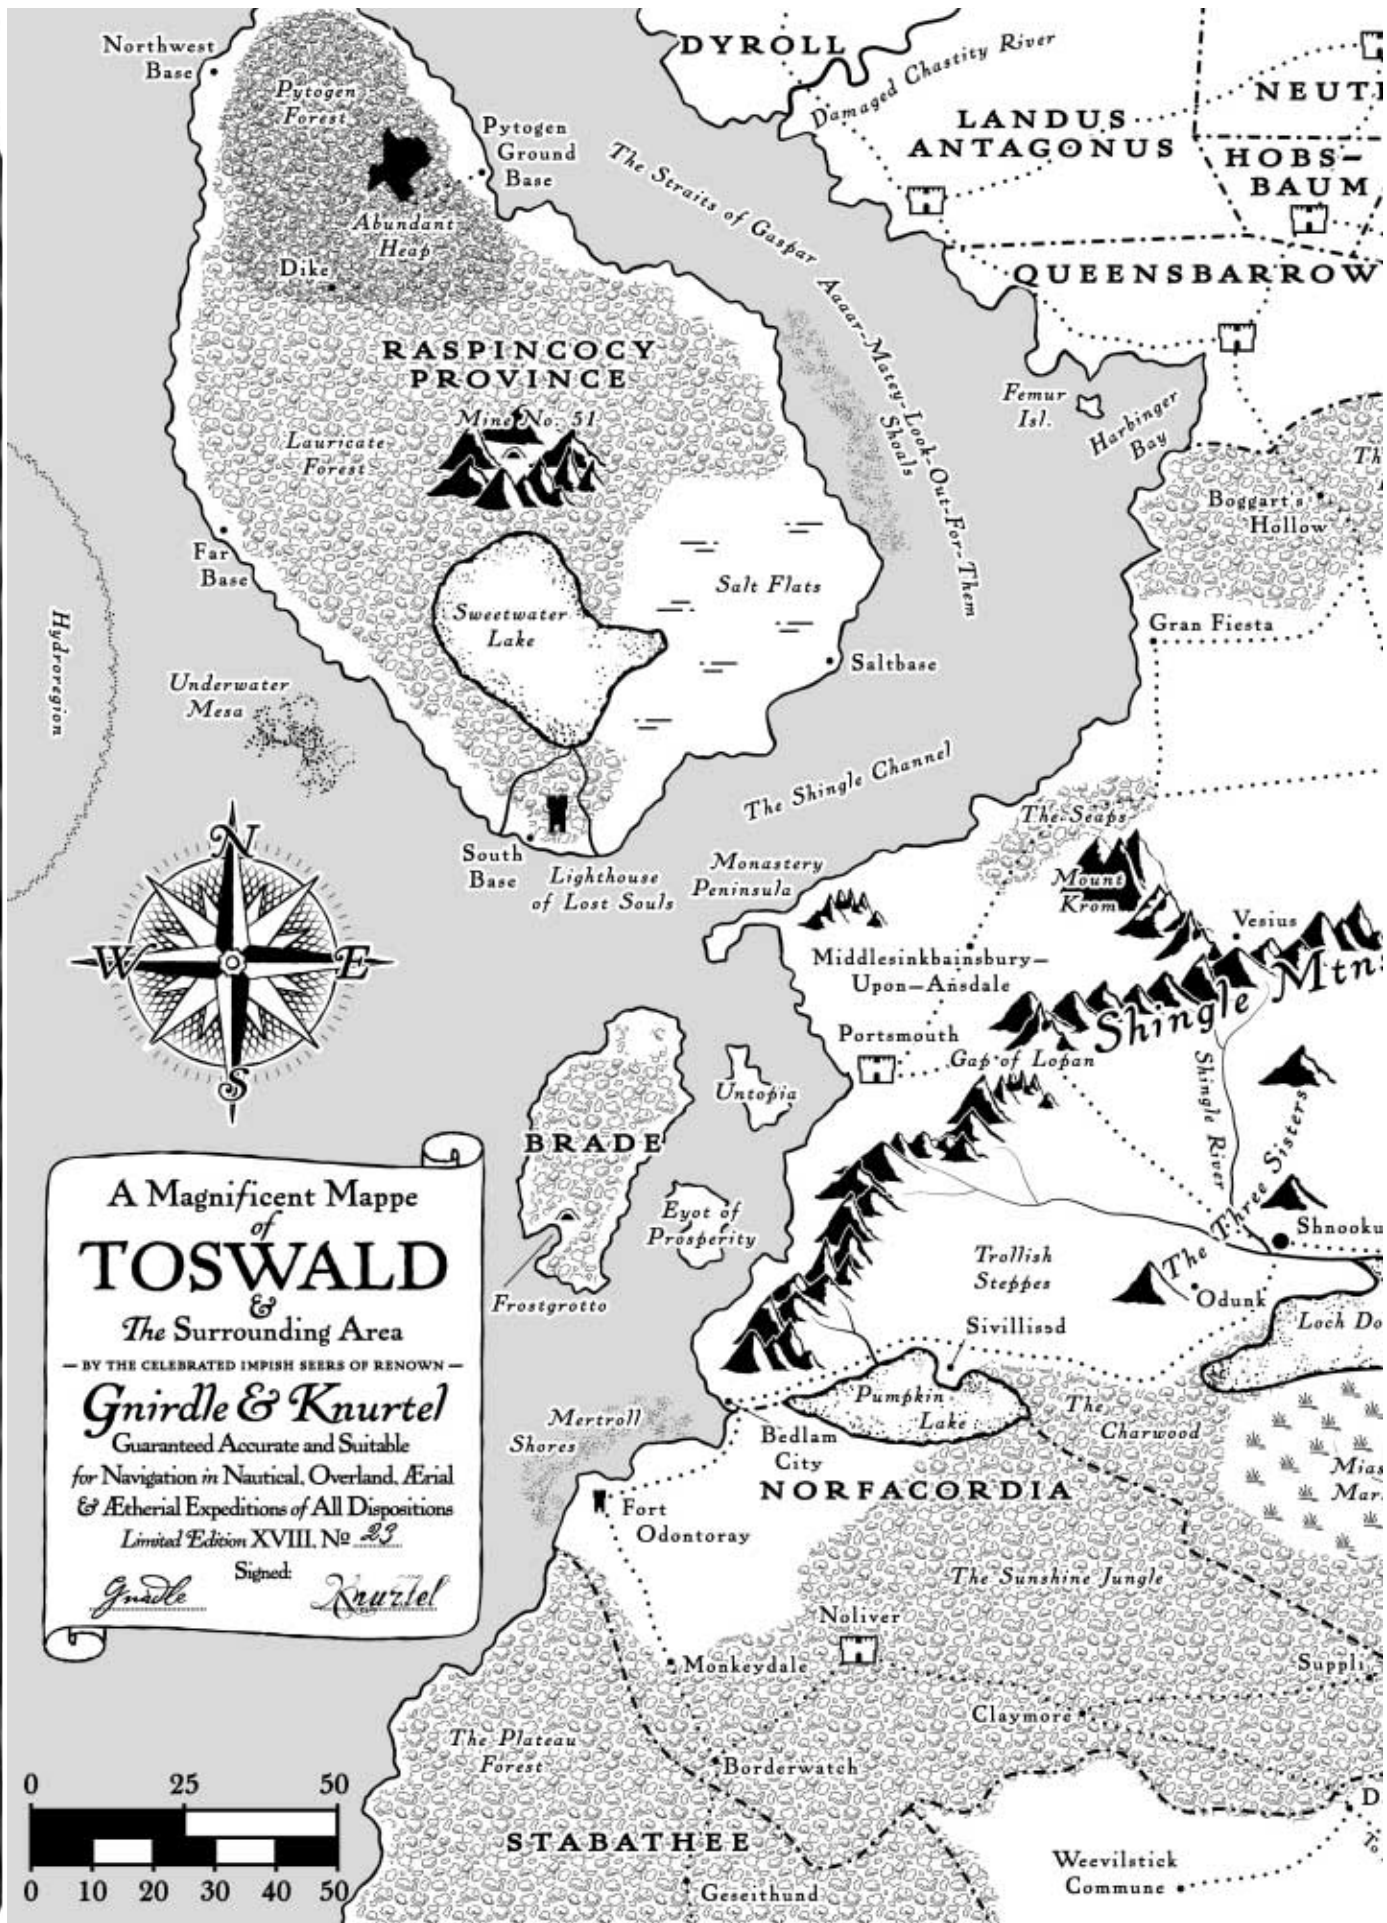 Northwest
Base
Pytogen
Forest
Pytogen
Ground
Base
Abundant
Heap
Dike
DYROLL
Damaged Chastity River
LANDUS
ANTAGONUS
HOBS-
BAUM
QUEENSBARROW
The Straits of Gaspar
Aaaar-Matey-Look-Out-For-Them
Shoals
RASPINCOCY
PROVINCE
Mine No. 51
Lauricate
Forest
Femur
Isl.
Harbinger
Bay
Boggart's
Hollow
Far
Base
Salt Flats
Sweetwater
Lake
Gran Fiesta
Saltbase
Hydroregion
Underwater
Mesa
The Shingle Channel
The Seaps
South
Base
Lighthouse
of Lost Souls
Monastery
Peninsula
Mount
Krom
Vesius
Middlesinkbainsbury—
Upon—Ansdale
Shingle Mtns
N
W
E
S
Portsmouth
Gap of Lopan
Untopia
Shingle River
The Three Sisters
BRADE
Eyot of
Prosperity
Frostgrotto
Trollish
Steppes
Shnooku
Odunk
Sivillisad
Loch Do
Pumpkin
Lake
The
Charwood
Mertroll
Shores
Bedlam
City
NORFACORDIA
Mias
Mar
Fort
Odontoray
The Sunshine Jungle
Noliver
Monkeydale
Suppli
Claymore
The Plateau
Forest
Borderwatch
STABATHEE
Weevilstick
Commune
Geseithund
A Magnificent Mappe
of
TOSWALD
&
The Surrounding Area
— BY THE CELEBRATED IMPISH SEERS OF RENOWN —
Gnirdle & Knurtel
Guaranteed Accurate and Suitable
for Navigation in Nautical, Overland, Ærial
& Ætherial Expeditions of All Dispositions
Limited Edition XVIII, Nº 23
Signed:
Gnirdle Knurtel
0 25 50
0 10 20 30 40 50